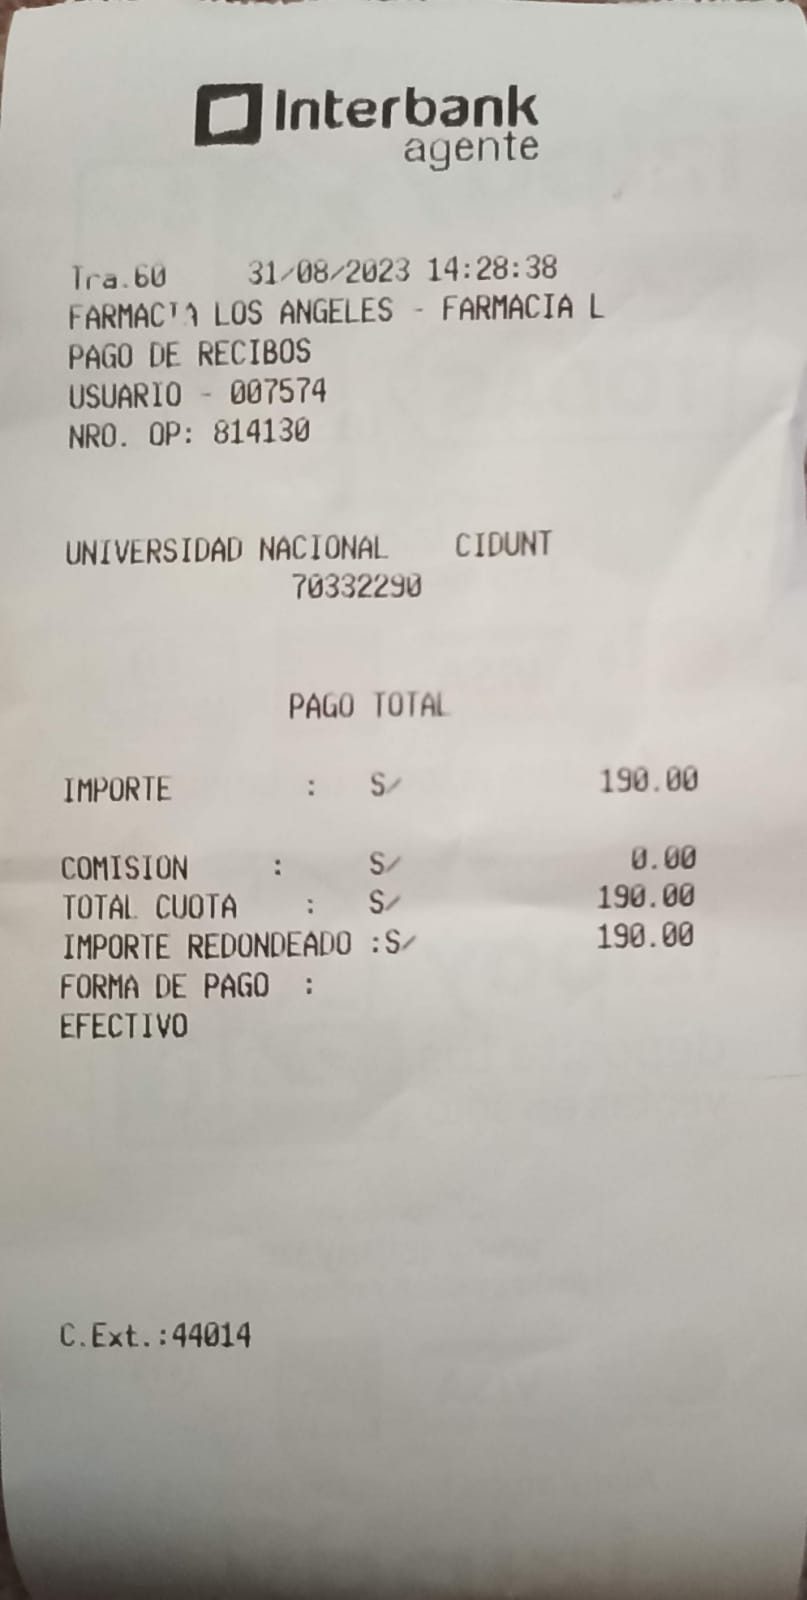 Interbank
agente
Tra.60 31/08/2023 14:28:38
FARMACIA LOS ANGELES - FARMACIA L
PAGO DE RECIBOS
USUARIO - 007574
NRO. OP: 814130
UNIVERSIDAD NACIONAL CIDUNT
70332290
PAGO TOTAL
IMPORTE : S/ 190.00
COMISION : S/ 0.00
TOTAL CUOTA : S/ 190.00
IMPORTE REDONDEADO :S/ 190.00
FORMA DE PAGO :
EFECTIVO
C.Ext.:44014